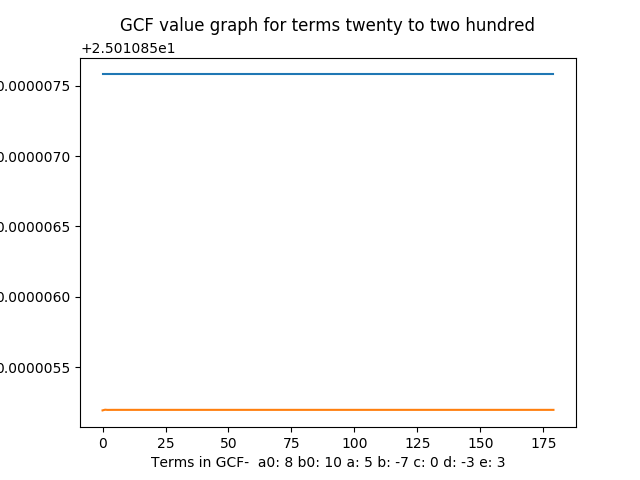 GCF value graph for terms twenty to two hundred
+2.501085e1
0.0000075
0.0000070
0.0000065
0.0000060
0.0000055
0 25 50 75 100 125 150 175
Terms in GCF-  a0: 8 b0: 10 a: 5 b: -7 c: 0 d: -3 e: 3